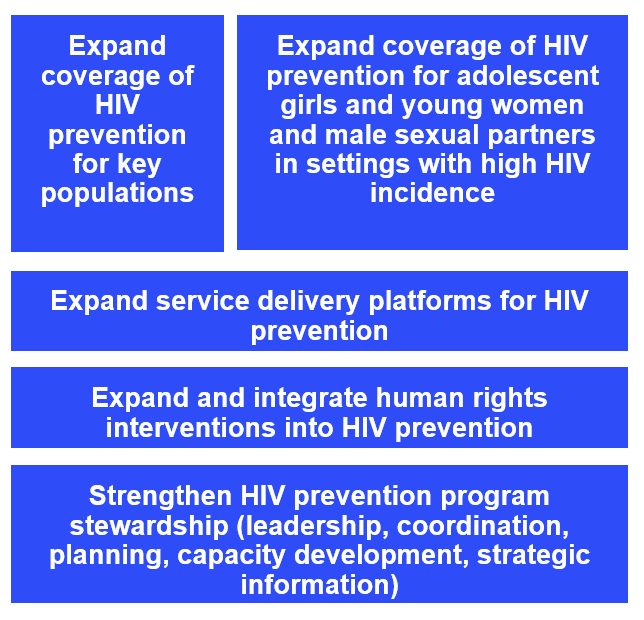 Expand
coverage of
HIV
prevention
for key
populations
Expand coverage of HIV
prevention for adolescent
girls and young women
and male sexual partners
in settings with high HIV
incidence
Expand service delivery platforms for HIV
prevention
Expand and integrate human rights
interventions into HIV prevention
Strengthen HIV prevention program
stewardship (leadership, coordination,
planning, capacity development, strategic
information)